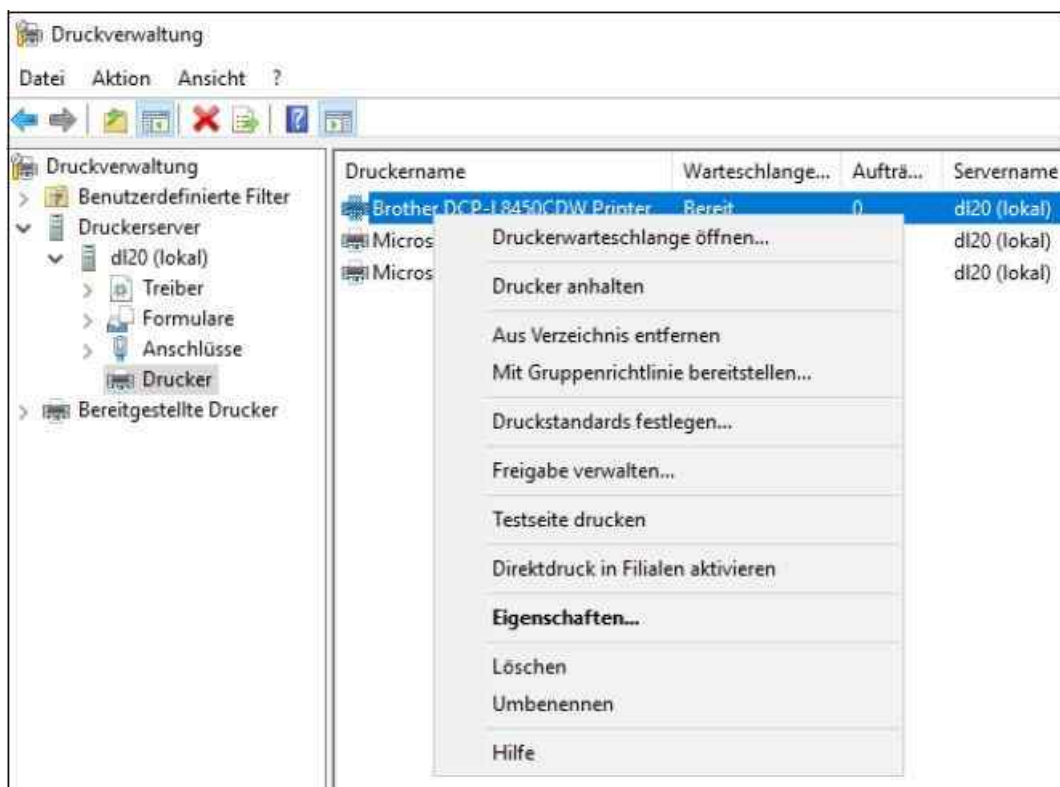 Druckverwaltung
Datei Aktion Ansicht ?
Druckverwaltung
Benutzerdefinierte Filter
Druckerserver
dl20 (lokal)
Treiber
Formulare
Anschlüsse
Drucker
Bereitgestellte Drucker
Druckername Warteschlange... Aufträ... Servername
Brother DCP-L8450CDW Printer Bereit 0 dl20 (lokal)
Micros dl20 (lokal)
Micros dl20 (lokal)
Druckerwarteschlange öffnen...
Drucker anhalten
Aus Verzeichnis entfernen
Mit Gruppenrichtlinie bereitstellen...
Druckstandards festlegen...
Freigabe verwalten...
Testseite drucken
Direktdruck in Filialen aktivieren
Eigenschaften...
Löschen
Umbenennen
Hilfe